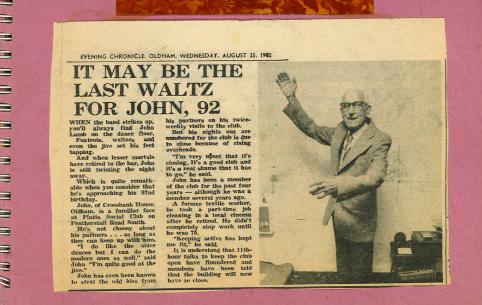 EVENING CHRONICLE, OLDHAM, WEDNESDAY, AUGUST 25, 1982
IT MAY BE THE
LAST WALTZ
FOR JOHN, 92
WHEN the band strikes up,
you'll always find John
Lamb on the dance floor.
Foxtrots, waltzes and
even the jive set his feet
tapping.
And when lesser mortals
have retired to the bar, John
is still twisting the night
away.
Which is quite remark-
able when you consider that
he's approaching his 92nd
birthday.
John, of Crossbank House,
Oldham, is a familiar face
at Platts Social Club on
Featherstall Road South.
He's not choosy about
his partners . . . as long as
they can keep up with him.
"I do like the older
dances but I can do the
modern ones as well," said
John "I'm quite good at the
jive."
John has even been known
to steal the odd kiss from
his partners on his twice-
weekly visits to the club.
But his nights out are
numbered for the club is due
to close because of rising
overheads.
"I'm very upset that it's
closing. It's a good club and
it's a real shame that it has
to go," he said.
John has been a member
of the club for the past four
years — although he was a
member several years ago.
A former textile worker,
he took a part-time job
cleaning in a local cinema
after he retired. He didn't
completely stop work until
he was 78.
"Keeping active has kept
me fit," he said.
It is understood that 11th-
hour talks to keep the club
open have floundered and
members have been told
that the building will now
have to close.